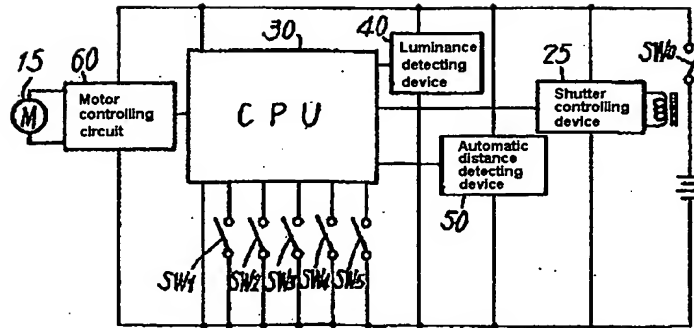 30
40
Luminance
detecting
device
SW0
15
60
25
M
Motor
controlling
circuit
CPU
Shutter
controlling
device
Automatic
distance
detecting
device
50
SW1
SW2
SW3
SW4
SW5